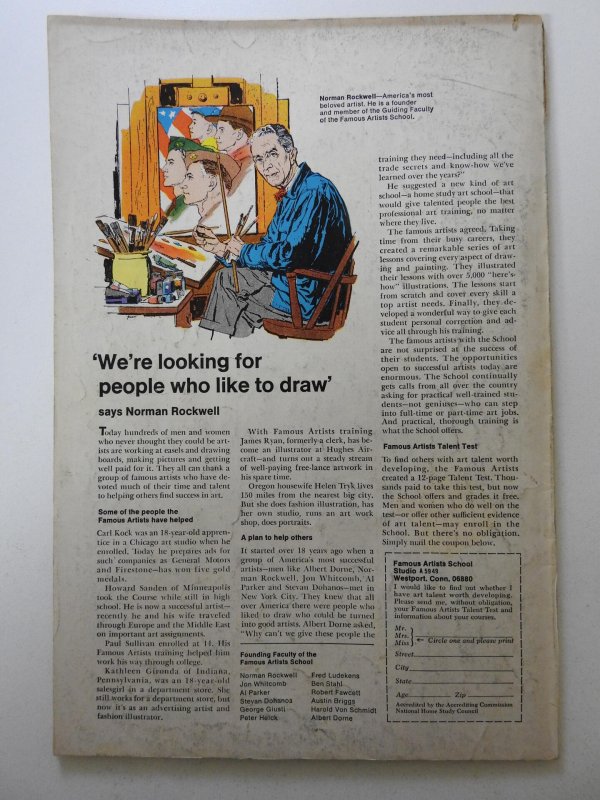 Norman Rockwell—America's most
beloved artist. He is a founder
and member of the Guiding Faculty
of the Famous Artists School.
'We're looking for
people who like to draw'
says Norman Rockwell
Today hundreds of men and women
who never thought they could be art-
ists are working at easels and drawing
boards, making pictures and getting
well paid for it. They all can thank a
group of famous artists who have de-
voted much of their time and talent
to helping others find success in art.
Some of the people the
Famous Artists have helped
Carl Kock was an 18-year-old appren-
tice in a Chicago art studio when he
enrolled. Today he prepares ads for
such companies as General Motors
and Firestone—has won five gold
medals.
Howard Sanden of Minneapolis
took the Course while still in high
school. He is now a successful artist—
recently he and his wife traveled
through Europe and the Middle East
on important art assignments.
Paul Sullivan enrolled at 14. His
Famous Artists training helped him
work his way through college.
Kathleen Girunda of Indiana,
Pennsylvania, was an 18-year-old
salesgirl in a department store. She
still works for a department store, but
now it's as an advertising artist and
fashion illustrator.
With Famous Artists training
James Ryan, formerly a clerk, has be-
come an illustrator at Hughes Air-
craft—and turns out a steady stream
of well-paying free-lance artwork in
his spare time.
Oregon housewife Helen Tryk lives
150 miles from the nearest big city.
But she does fashion illustration, has
her own studio, runs an art work
shop, does portraits.
A plan to help others
It started over 18 years ago when a
group of America's most successful
artists—men like Albert Dorne, Nor-
man Rockwell, Jon Whitcomb, Al
Parker and Stevan Dohanos—met in
New York City. They knew that all
over America there were people who
liked to draw who could be turned
into good artists. Albert Dorne asked,
"Why can't we give these people the
Founding Faculty of the
Famous Artists School
Norman Rockwell
Jon Whitcomb
Al Parker
Stevan Dohanos
George Giusti
Peter Helck
Fred Ludekens
Ben Stahl
Robert Fawcett
Austin Briggs
Harold Von Schmidt
Albert Dorne
training they need—including all the
trade secrets and know-how we've
learned over the years?"
He suggested a new kind of art
school—a home study art school—that
would give talented people the best
professional art training, no matter
where they live.
The famous artists agreed. Taking
time from their busy careers, they
created a remarkable series of art
lessons covering every aspect of draw-
ing and painting. They illustrated
their lessons with over 5,000 "here's-
how" illustrations. The lessons start
from scratch and cover every skill a
top artist needs. Finally, they de-
veloped a wonderful way to give each
student personal correction and ad-
vice all through his training.
The famous artists with the School
are not surprised at the success of
their students. The opportunities
open to successful artists today are
enormous. The School continually
gets calls from all over the country
asking for practical well-trained stu-
dents—not geniuses—who can step
into full-time or part-time art jobs.
And practical, thorough training is
what the School offers.
Famous Artists Talent Test
To find others with art talent worth
developing, the Famous Artists
created a 12-page Talent Test. Thou-
sands paid to take this test, but now
the School offers and grades it free.
Men and women who do well on the
test—or offer other sufficient evidence
of art talent—may enroll in the
School. But there's no obligation.
Simply mail the coupon below.
Famous Artists School
Studio A 5949
Westport, Conn. 06880
I would like to find out whether I
have art talent worth developing.
Please send me, without obligation,
your Famous Artists Talent Test and
information about your courses.
Mr.
Mrs.
Miss
Circle one and please print
Street
City
State
Age Zip
Accredited by the Accrediting Commission
National Home Study Council